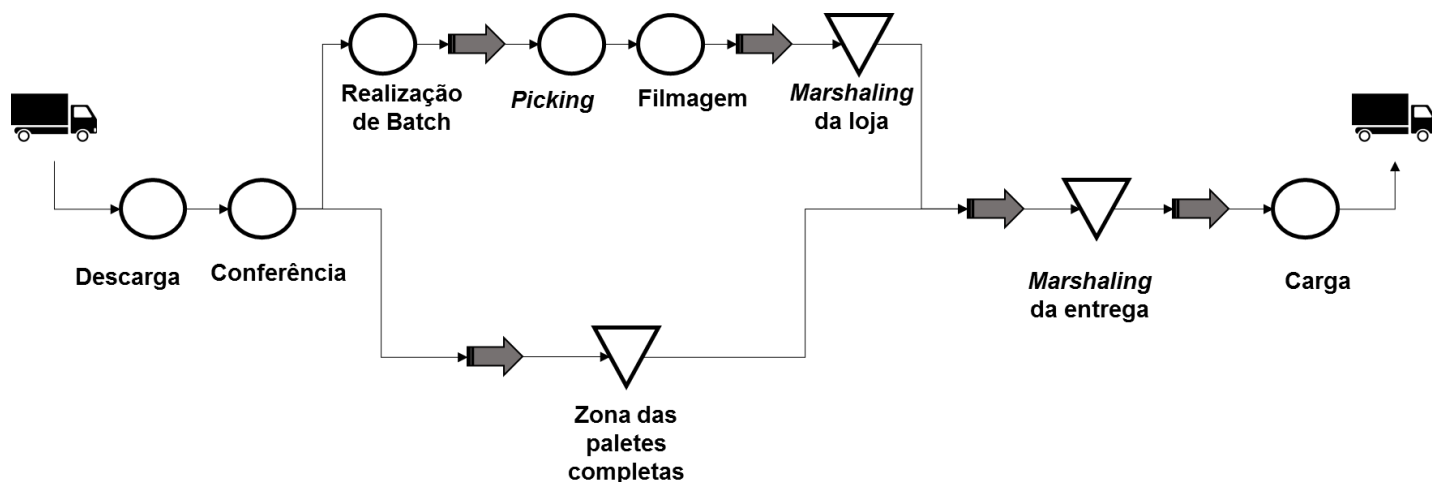 Realização
de Batch
Picking
Filmagem
Marshaling
da loja
Descarga
Conferência
Marshaling
da entrega
Carga
Zona das
paletes
completas